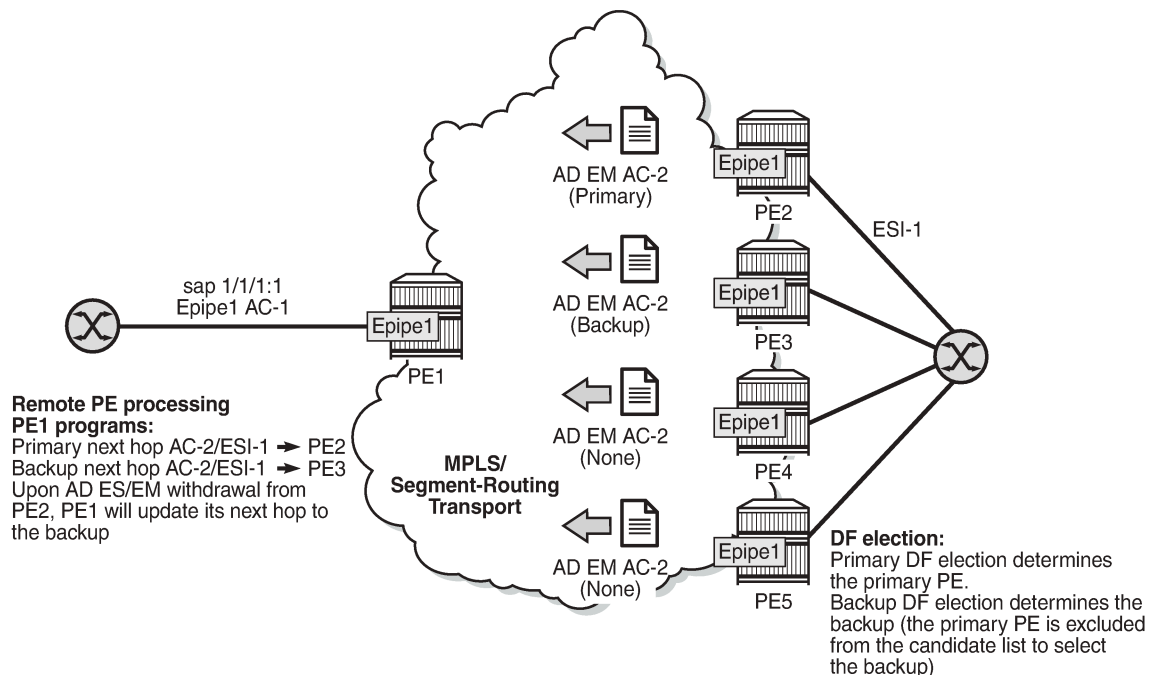 AD EM AC-2
(Primary)
Epipe1
PE2
ESI-1
AD EM AC-2
(Backup)
Epipe1
PE3
sap 1/1/1:1
Epipe1 AC-1
Epipe1
PE1
AD EM AC-2
(None)
Epipe1
PE4
MPLS/
Segment-Routing
Transport
AD EM AC-2
(None)
Epipe1
PE5
Remote PE processing
PE1 programs:
Primary next hop AC-2/ESI-1 → PE2
Backup next hop AC-2/ESI-1 → PE3
Upon AD ES/EM withdrawal from
PE2, PE1 will update its next hop to
the backup
DF election:
Primary DF election determines
the primary PE.
Backup DF election determines the
backup (the primary PE is excluded
from the candidate list to select
the backup)